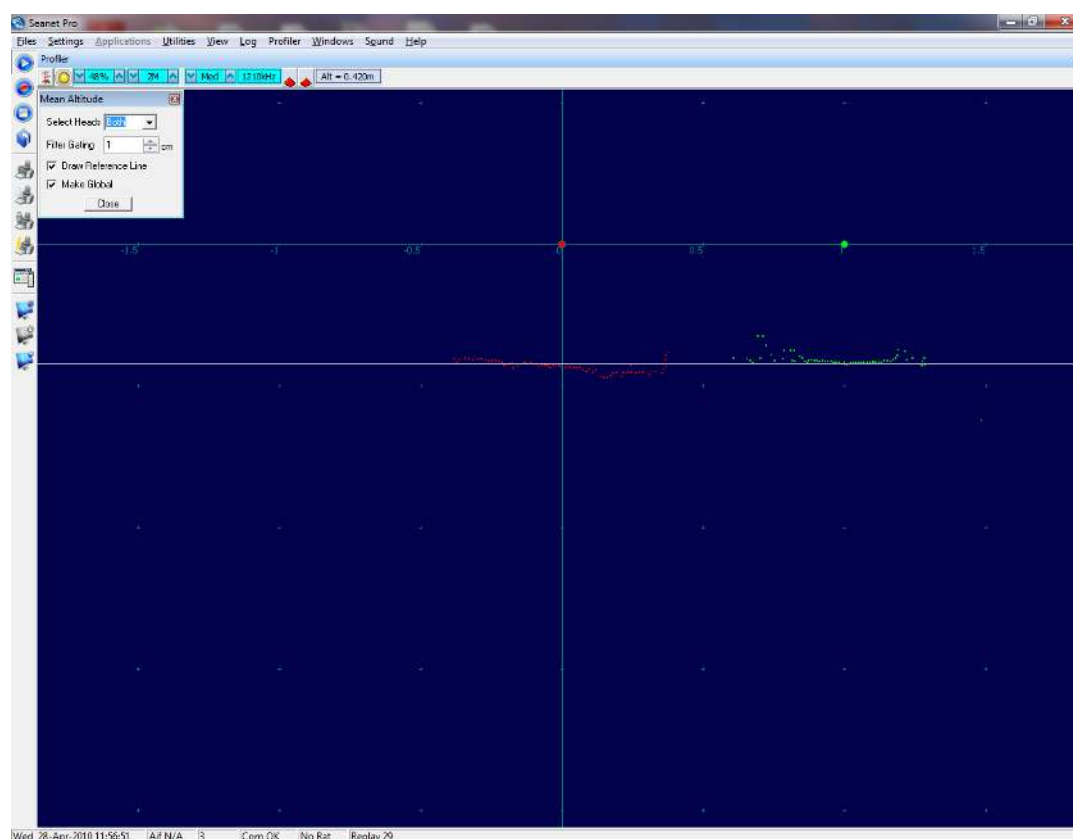 Seanet Pro
Files Settings Applications Utilities View Log Profiler Windows Sound Help
Profiler
48% 2M Med 1210kHz Alt = 0.420m
Mean Altitude
Select Heads Both
Filter Gating 1 cm
Draw Reference Line
Make Global
Close
-1.5 -1 -0.5 0 0.5 1 1.5
Wed 28-Apr-2010 11:56:51 Aif N/A 3 Com OK No Rat Replay 29